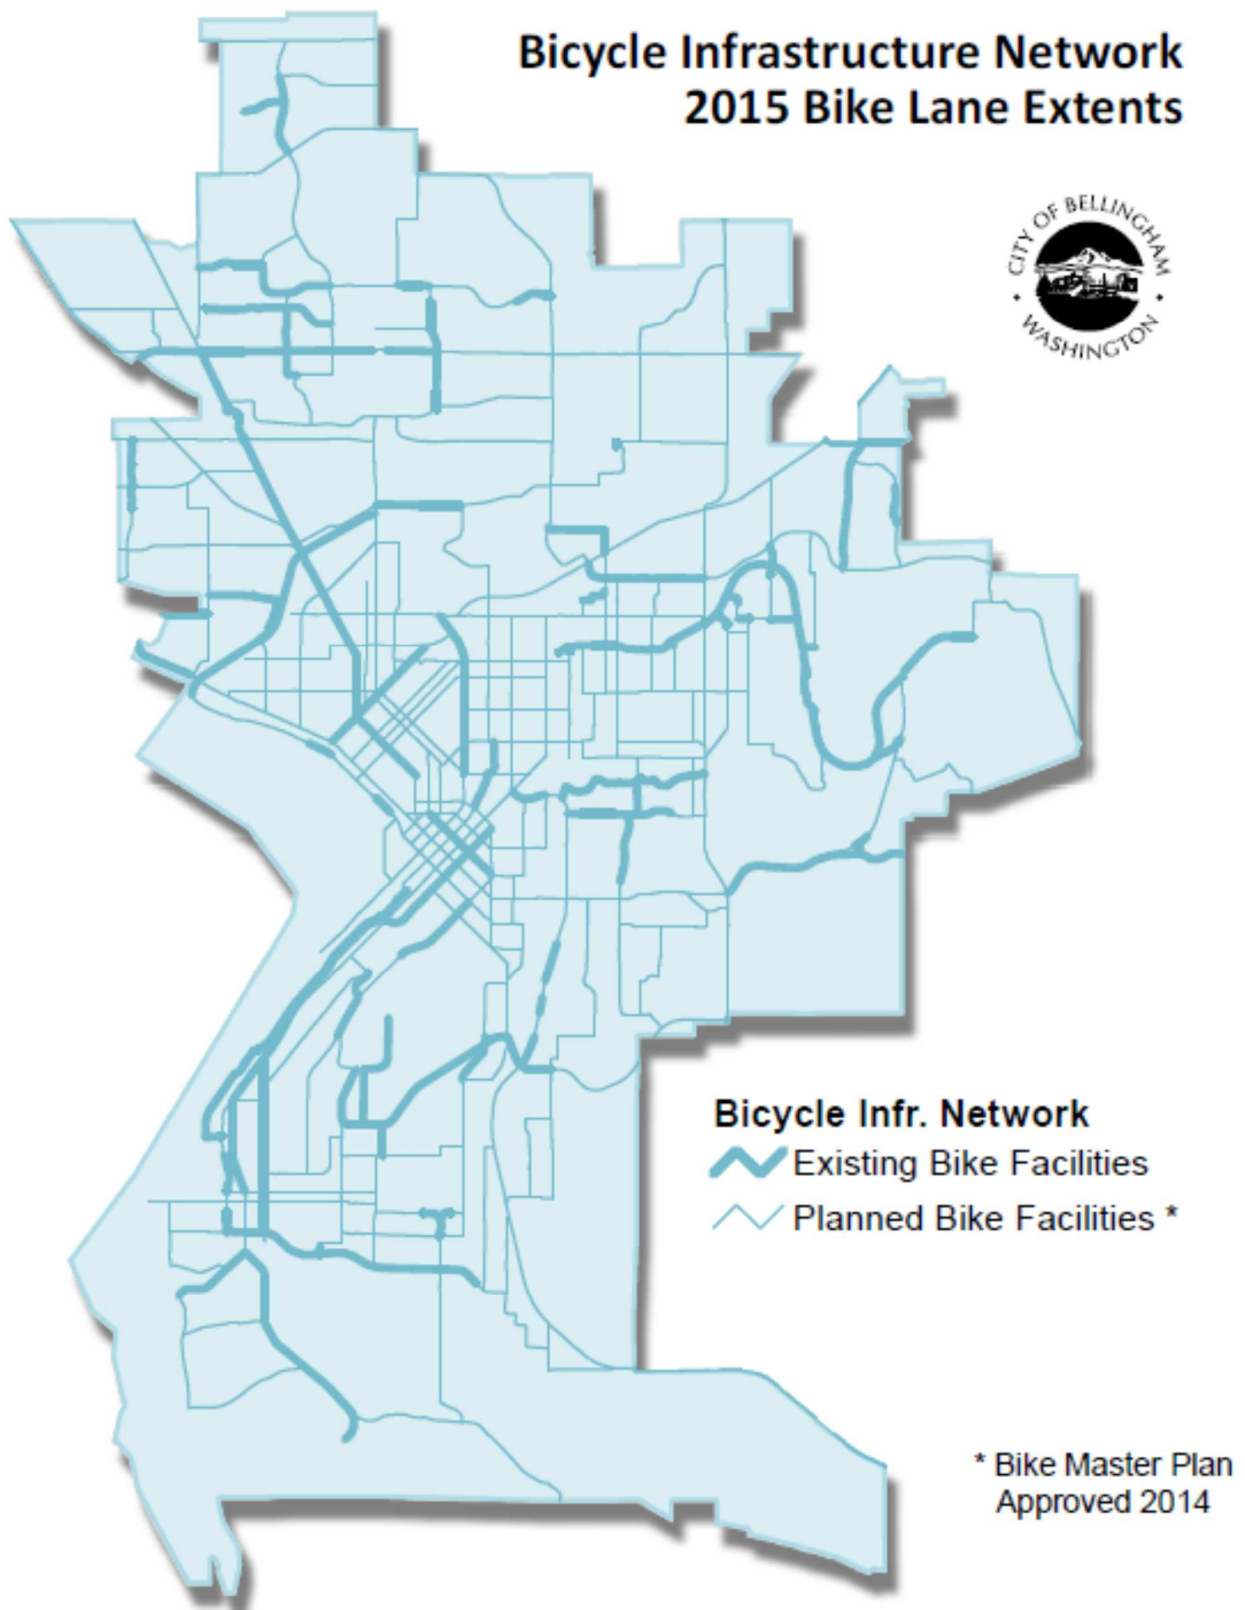 Bicycle Infrastructure Network
2015 Bike Lane Extents
CITY OF BELLINGHAM
• WASHINGTON •
Bicycle Infr. Network
Existing Bike Facilities
Planned Bike Facilities *
* Bike Master Plan
Approved 2014